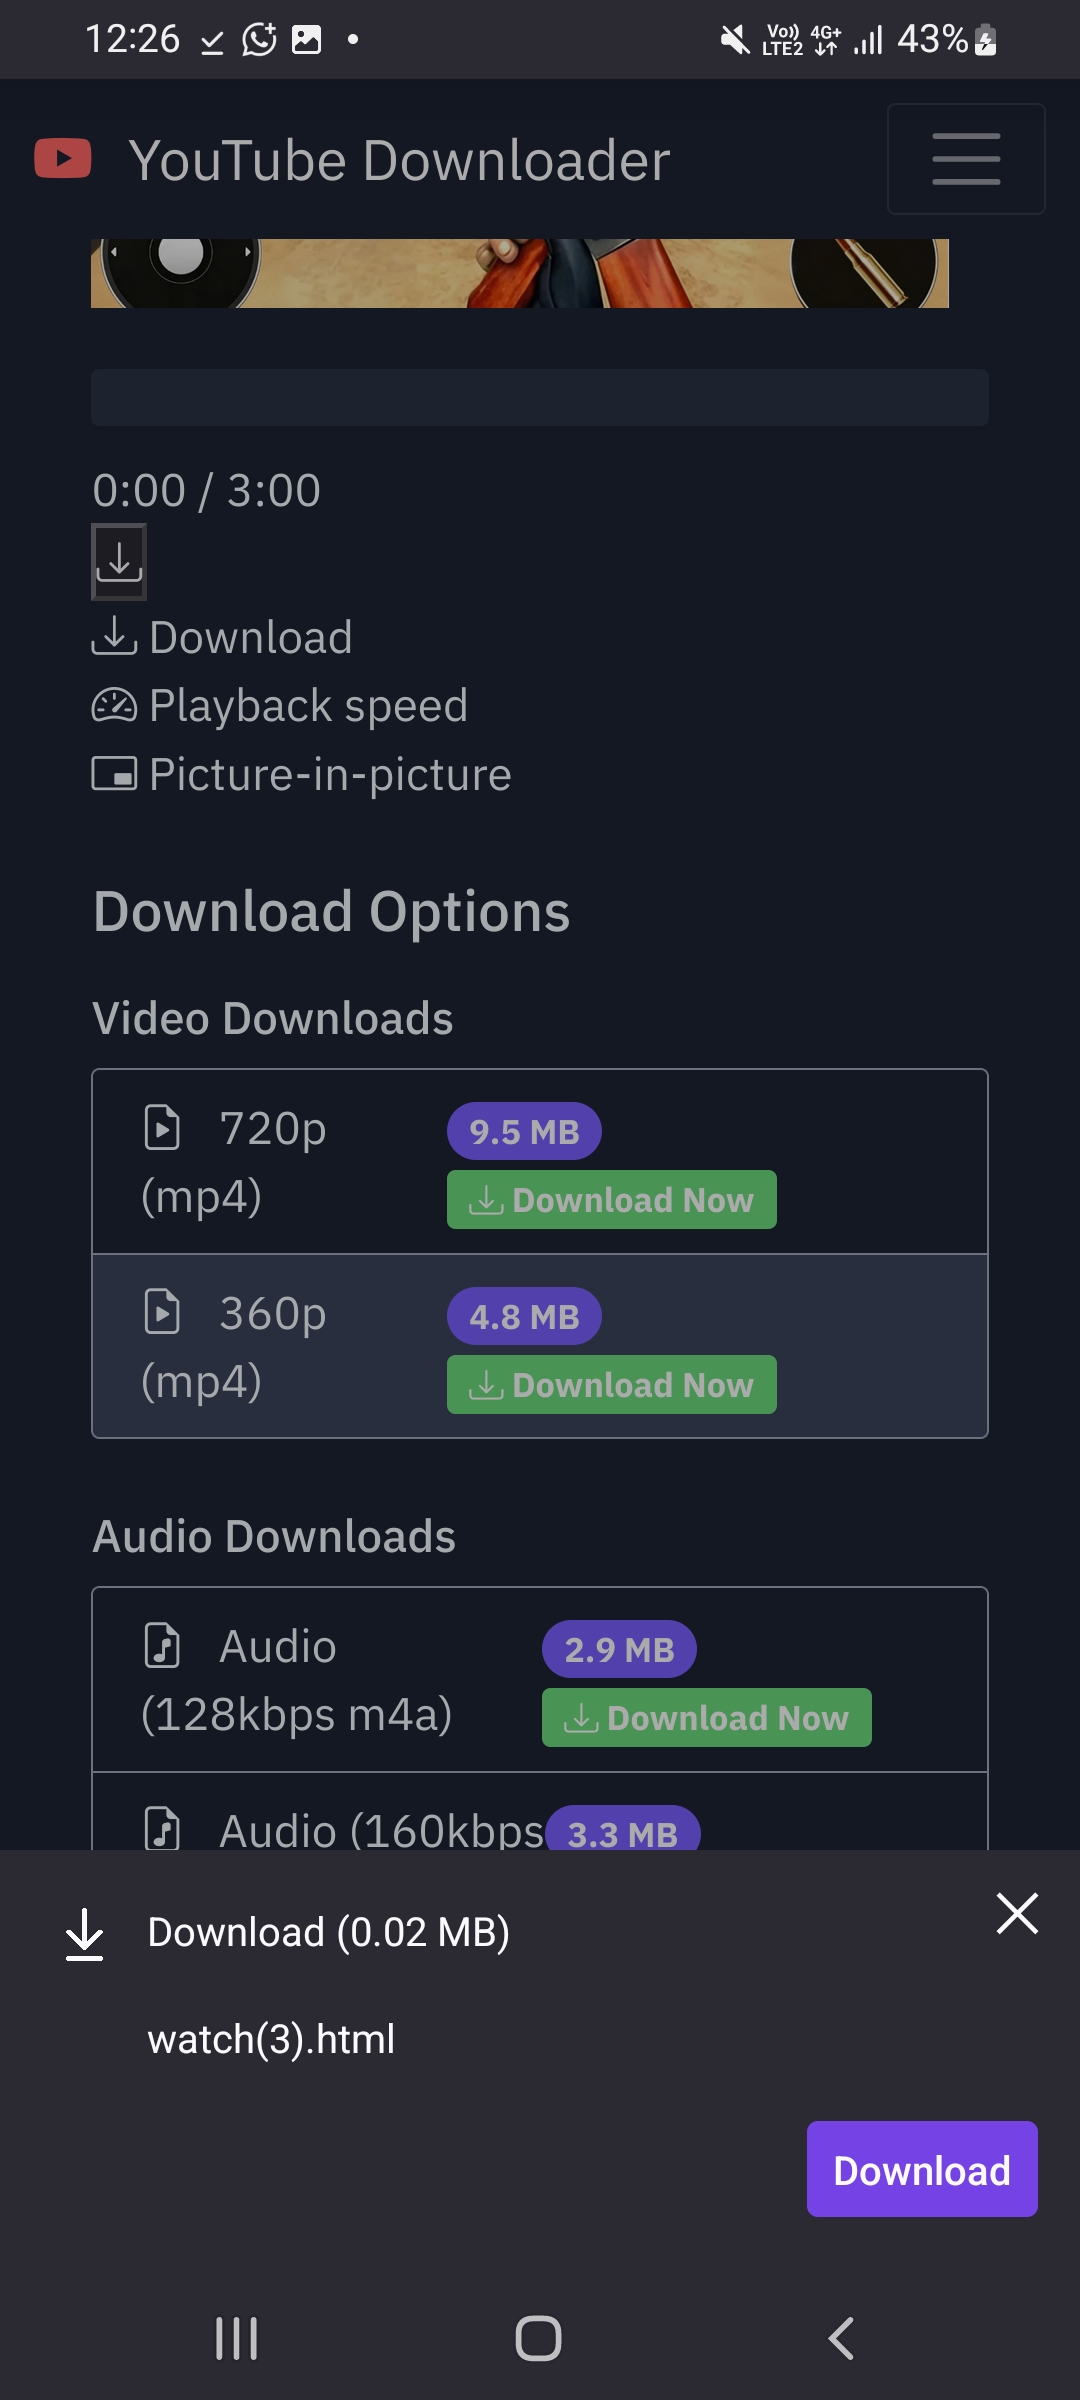 12:26
Vo)) LTE2 4G+ 43%
YouTube Downloader
0:00 / 3:00
Download
Playback speed
Picture-in-picture
Download Options
Video Downloads
720p 9.5 MB
(mp4) Download Now
360p 4.8 MB
(mp4) Download Now
Audio Downloads
Audio 2.9 MB
(128kbps m4a) Download Now
Audio (160kbps 3.3 MB
Download (0.02 MB)
watch(3).html
Download